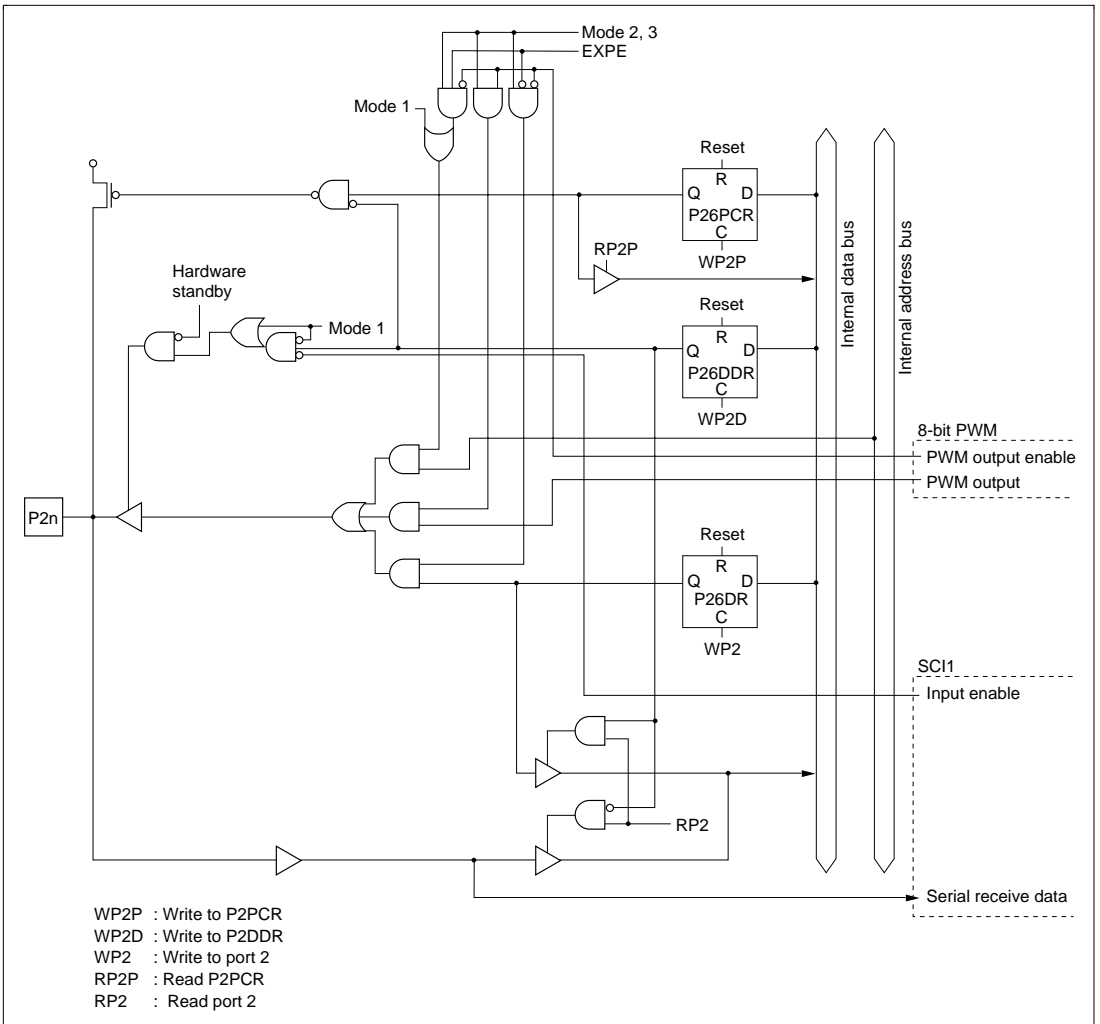 Mode 2, 3
EXPE
Mode 1
Reset
R
Q D
P26PCR
C
WP2P
RP2P
Internal data bus
Internal address bus
Hardware
standby
Mode 1
Reset
R
Q D
P26DDR
C
WP2D
8-bit PWM
PWM output enable
PWM output
P2n
Reset
R
Q D
P26DR
C
WP2
SCI1
Input enable
RP2
Serial receive data
WP2P : Write to P2PCR
WP2D : Write to P2DDR
WP2 : Write to port 2
RP2P : Read P2PCR
RP2 : Read port 2